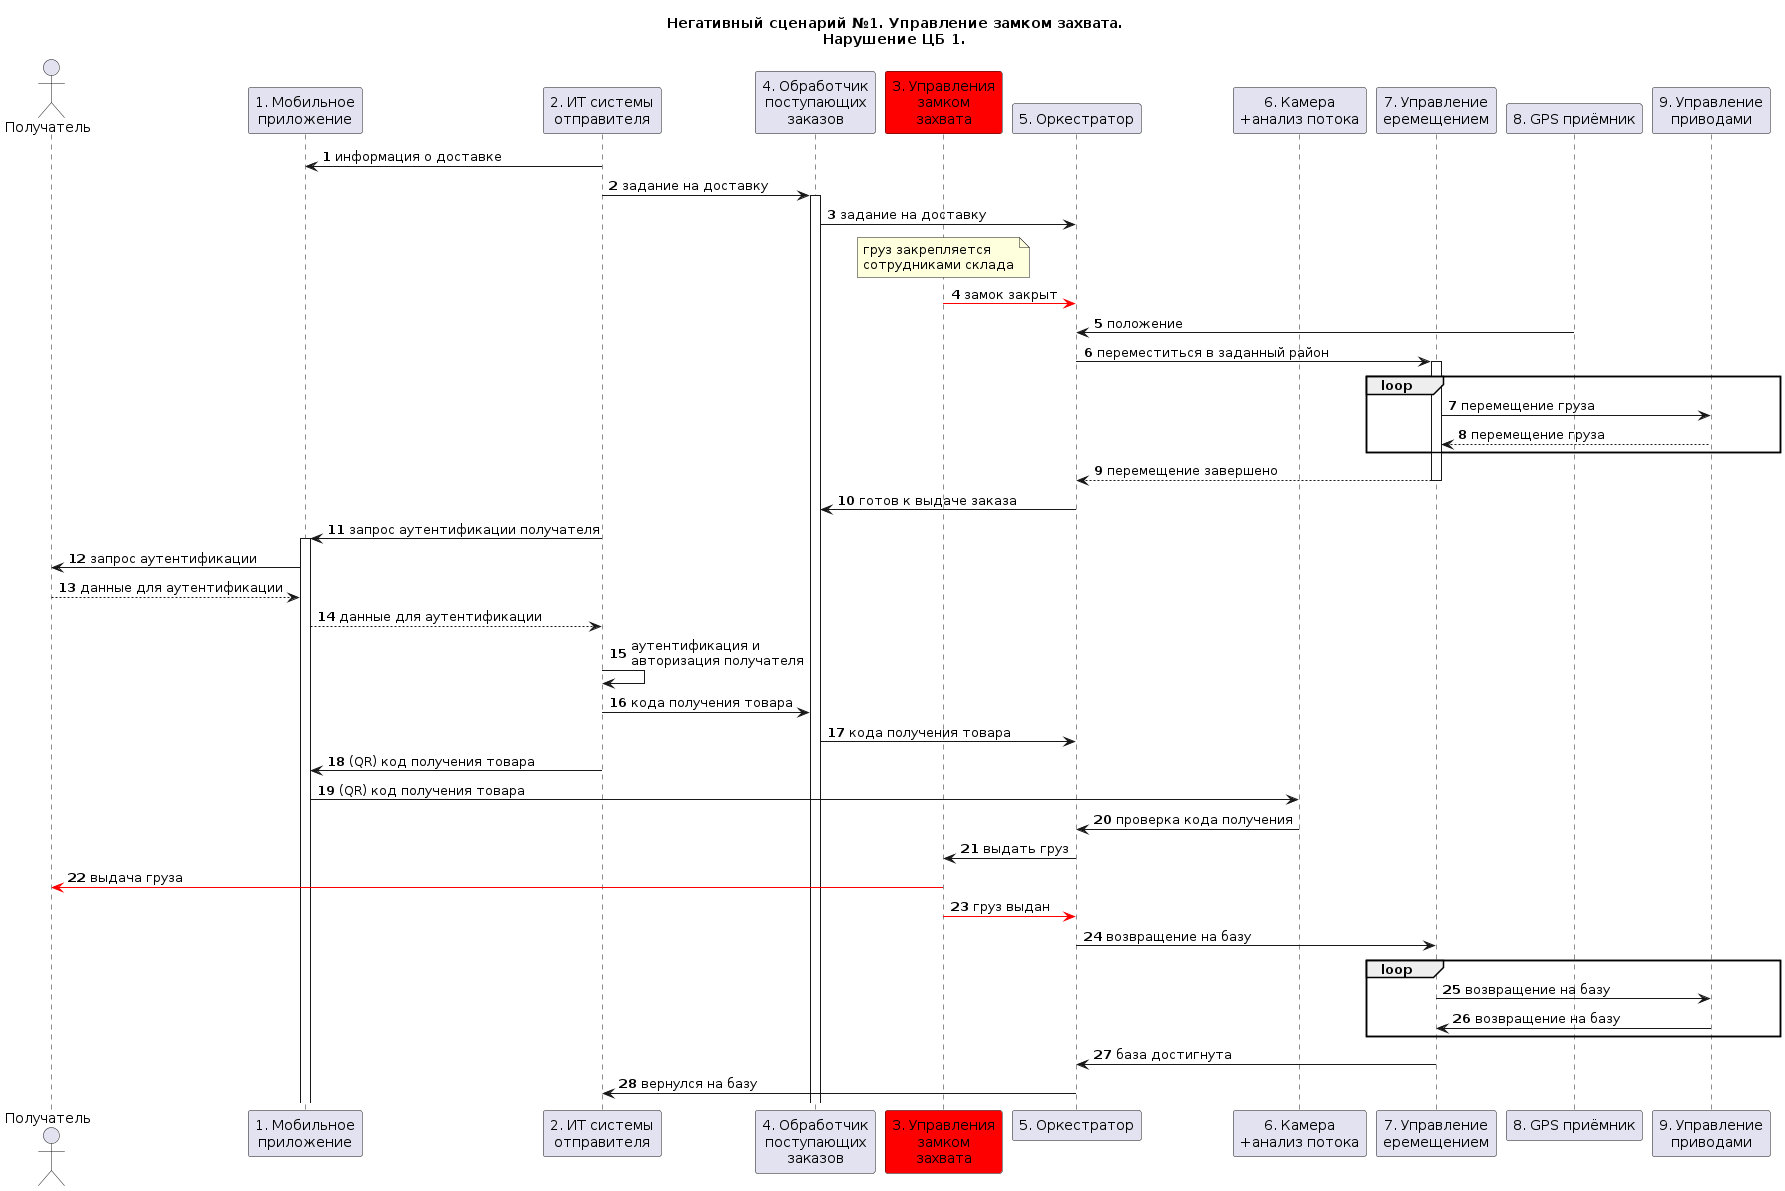 Негативный сценарий №1. Управление замком захвата.
Нарушение ЦБ 1.
Получатель
1. Мобильное
приложение
2. ИТ системы
отправителя
4. Обработчик
поступающих
заказов
3. Управления
замком
захвата
5. Оркестратор
6. Камера
+анализ потока
7. Управление
еремещением
8. GPS приёмник
9. Управление
приводами
1 информация о доставке
2 задание на доставку
3 задание на доставку
груз закрепляется
сотрудниками склада
4 замок закрыт
5 положение
6 переместиться в заданный район
loop
7 перемещение груза
8 перемещение груза
9 перемещение завершено
10 готов к выдаче заказа
11 запрос аутентификации получателя
12 запрос аутентификации
13 данные для аутентификации
14 данные для аутентификации
15 аутентификация и
авторизация получателя
16 кода получения товара
17 кода получения товара
18 (QR) код получения товара
19 (QR) код получения товара
20 проверка кода получения
21 выдать груз
22 выдача груза
23 груз выдан
24 возвращение на базу
loop
25 возвращение на базу
26 возвращение на базу
27 база достигнута
28 вернулся на базу
Получатель
1. Мобильное
приложение
2. ИТ системы
отправителя
4. Обработчик
поступающих
заказов
3. Управления
замком
захвата
5. Оркестратор
6. Камера
+анализ потока
7. Управление
еремещением
8. GPS приёмник
9. Управление
приводами